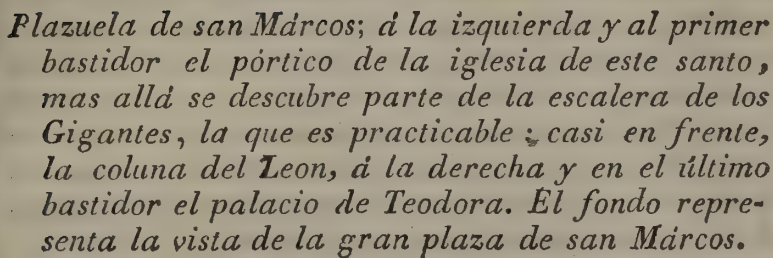 Plazuela de san Márcos; á la izquierda y al primer
bastidor el pórtico de la iglesia de este santo,
mas allá se descubre parte de la escalera de los
Gigantes, la que es practicable; casi en frente,
la coluna del Leon, á la derecha y en el último
bastidor el palacio de Teodora. El fondo repre-
senta la vista de la gran plaza de san Márcos.